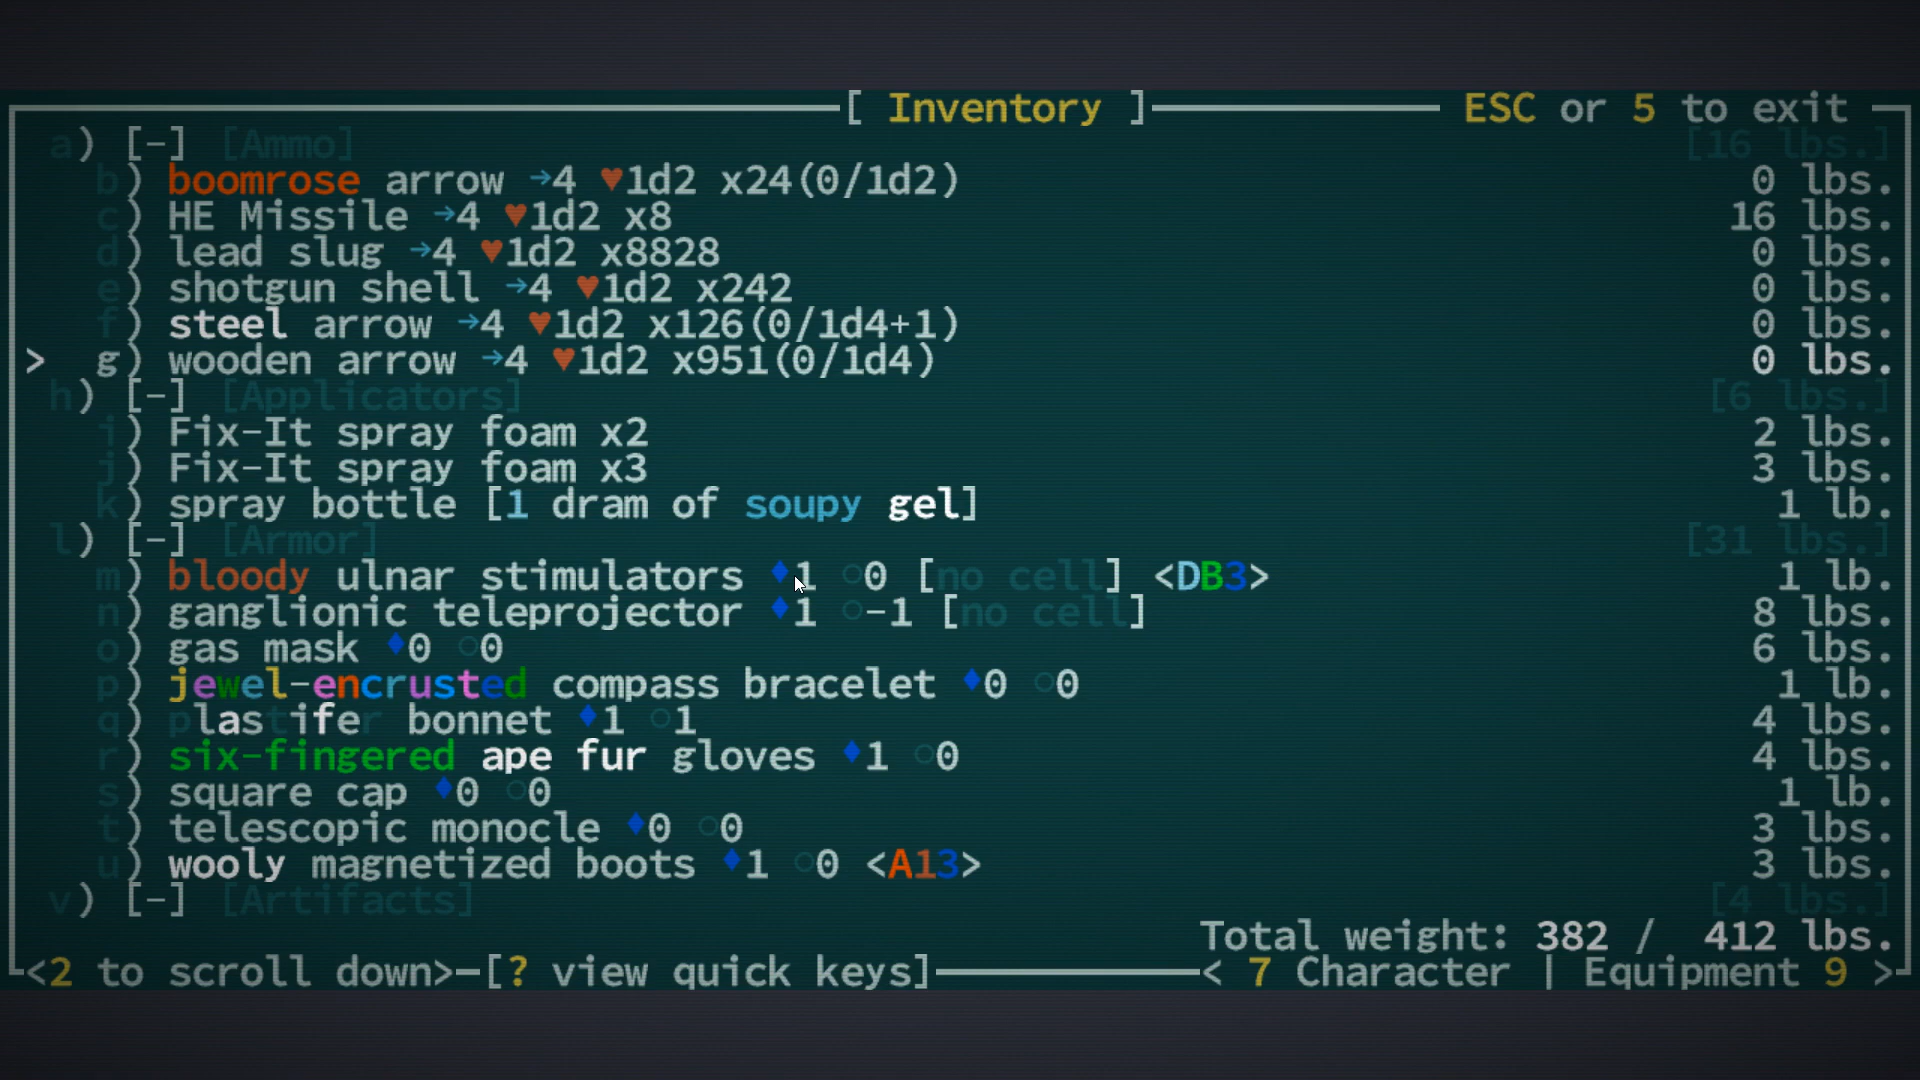 [ Inventory ] ESC or 5 to exit
a) [-] [Ammo] [16 lbs.]
b) boomrose arrow →4 ♥1d2 x24(0/1d2) 0 lbs.
c) HE Missile →4 ♥1d2 x8 16 lbs.
d) lead slug →4 ♥1d2 x8828 0 lbs.
e) shotgun shell →4 ♥1d2 x242 0 lbs.
f) steel arrow →4 ♥1d2 x126(0/1d4+1) 0 lbs.
> g) wooden arrow →4 ♥1d2 x951(0/1d4) 0 lbs.
h) [-] [Applicators] [6 lbs.]
i) Fix-It spray foam x2 2 lbs.
j) Fix-It spray foam x3 3 lbs.
k) spray bottle [1 dram of soupy gel] 1 lb.
l) [-] [Armor] [31 lbs.]
m) bloody ulnar stimulators ♦1 ○0 [no cell] <DB3> 1 lb.
n) ganglionic teleprojector ♦1 ○-1 [no cell] 8 lbs.
o) gas mask ♦0 ○0 6 lbs.
p) jewel-encrusted compass bracelet ♦0 ○0 1 lb.
q) plastifer bonnet ♦1 ○1 4 lbs.
r) six-fingered ape fur gloves ♦1 ○0 4 lbs.
s) square cap ♦0 ○0 1 lb.
t) telescopic monocle ♦0 ○0 3 lbs.
u) wooly magnetized boots ♦1 ○0 <A13> 3 lbs.
v) [-] [Artifacts] [4 lbs.]
Total weight: 382 / 412 lbs.
<2 to scroll down> [? view quick keys] < 7 Character | Equipment 9 >